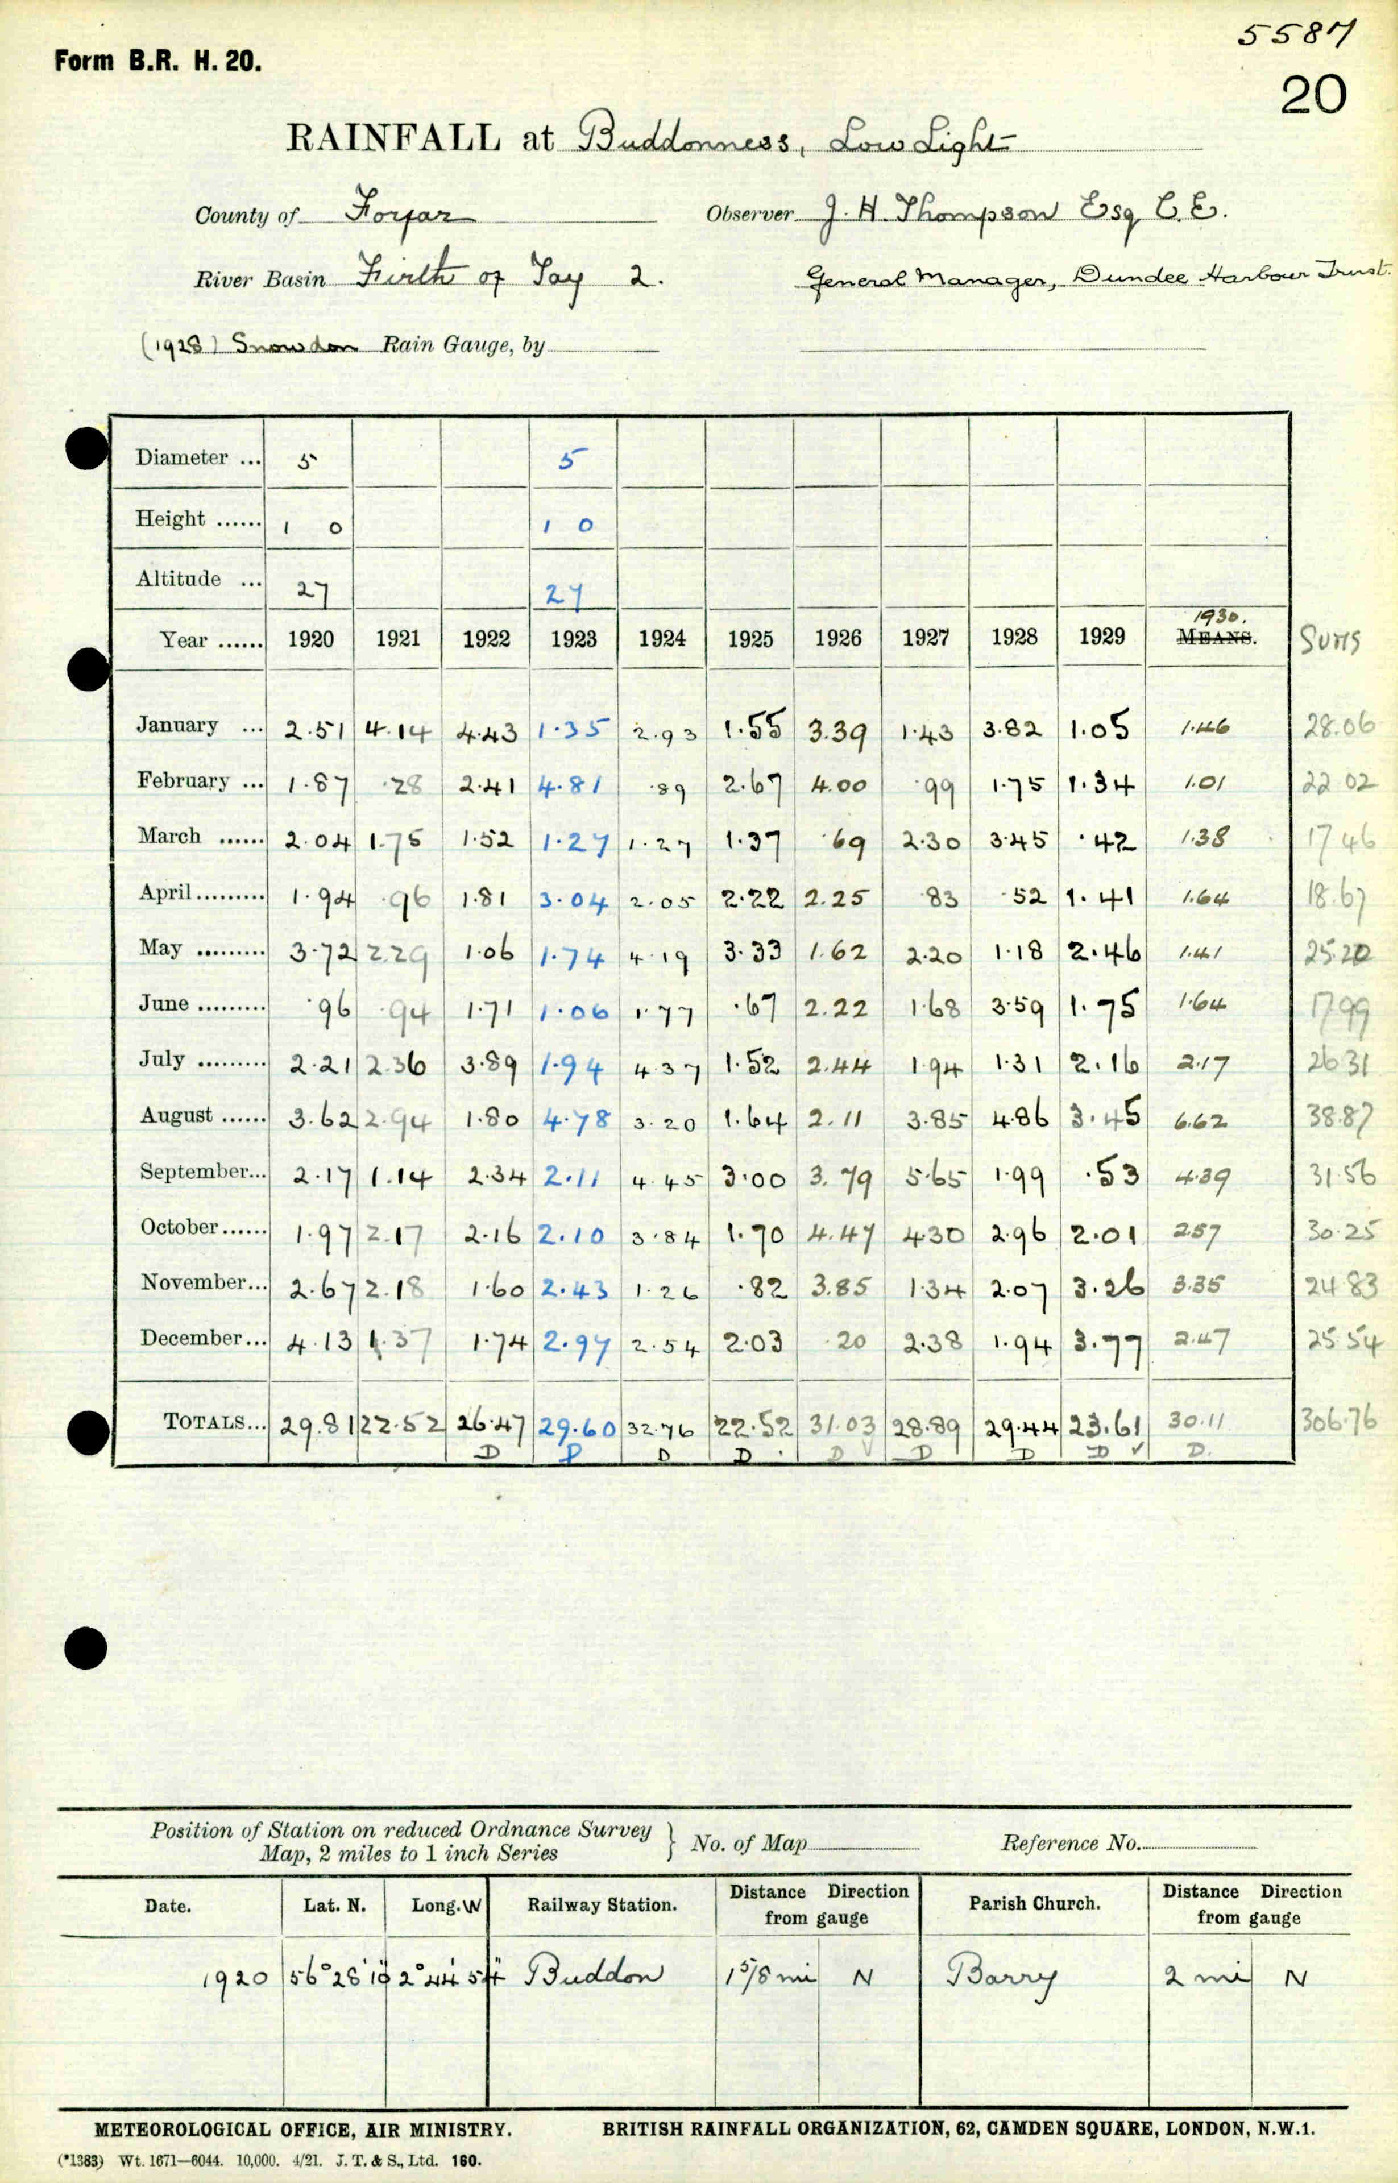 5587
Form B.R. H. 20.
20
RAINFALL at Buddonness, Low Light
County of Forfar Observer J. H. Thompson Esq C.E.
River Basin Firth of Tay 2. General Manager, Dundee Harbour Trust.
(1928) Snowdon Rain Gauge, by
Diameter ... 5 5
Height ...... 1 0 1 0
Altitude ... 27 27
1930.
Year ...... 1920 1921 1922 1923 1924 1925 1926 1927 1928 1929 MEANS. Sums
January ... 2.51 4.14 4.43 1.35 2.93 1.55 3.39 1.43 3.82 1.05 1.46 28.06
February ... 1.87 .28 2.41 4.81 .89 2.67 4.00 .99 1.75 1.34 1.01 22 02
March ...... 2.04 1.75 1.52 1.27 1.27 1.37 .69 2.30 3.45 .42 1.38 17 46
April ......... 1.94 .96 1.81 3.04 2.05 2.22 2.25 .83 .52 1.41 1.64 18.67
May ......... 3.72 2.29 1.06 1.74 4.19 3.33 1.62 2.20 1.18 2.46 1.41 25.20
June ......... .96 .94 1.71 1.06 1.77 .67 2.22 1.68 3.59 1.75 1.64 17.99
July ......... 2.21 2.36 3.89 1.94 4.37 1.52 2.44 1.94 1.31 2.16 2.17 26.31
August ...... 3.62 2.94 1.80 4.78 3.20 1.64 2.11 3.85 4.86 3.45 6.62 38.87
September... 2.17 1.14 2.34 2.11 4.45 3.00 3.79 5.65 1.99 .53 4.39 31.56
October...... 1.97 2.17 2.16 2.10 3.84 1.70 4.47 4.30 2.96 2.01 2.57 30.25
November... 2.67 2.18 1.60 2.43 1.26 .82 3.85 1.34 2.07 3.26 3.35 24 83
December... 4.13 1.37 1.74 2.97 2.54 2.03 .20 2.38 1.94 3.77 2.47 25.54
TOTALS... 29.81 22.52 26.47 29.60 32.76 22.52 31.03 28.89 29.44 23.61 30.11 306.76
D D D D D ✓ D D D ✓ D.
Position of Station on reduced Ordnance Survey
Map, 2 miles to 1 inch Series } No. of Map Reference No.
Date. Lat. N. Long. W Railway Station. Distance Direction from gauge Parish Church. Distance Direction from gauge
1920 56° 28' 10" 2° 44' 54" Buddon 1 5/8 mi N Barry 2 mi N
METEOROLOGICAL OFFICE, AIR MINISTRY. BRITISH RAINFALL ORGANIZATION, 62, CAMDEN SQUARE, LONDON, N.W.1.
(*1383) Wt. 1671—6044. 10,000. 4/21. J. T. & S., Ltd. 160.